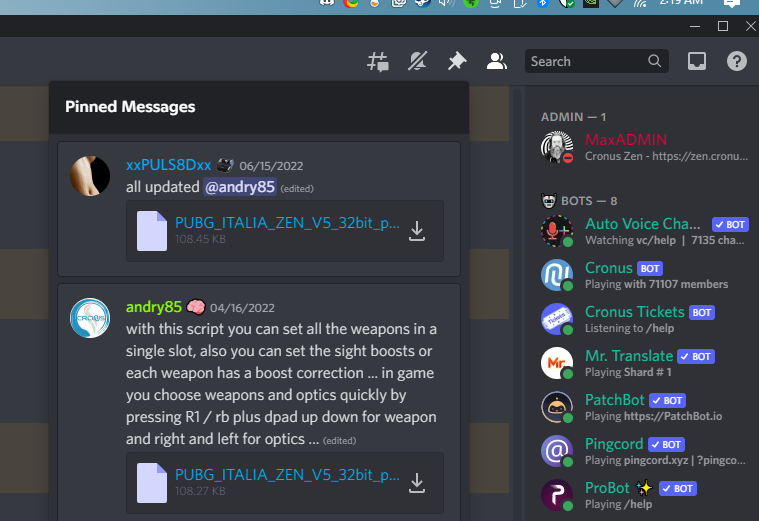 2:19 AM
Search
Pinned Messages
xxPULS8Dxx 06/15/2022
all updated @andry85 (edited)
PUBG_ITALIA_ZEN_V5_32bit_p...
108.45 KB
andry85 04/16/2022
with this script you can set all the weapons in a
single slot, also you can set the sight boosts or
each weapon has a boost correction ... in game
you choose weapons and optics quickly by
pressing R1 / rb plus dpad up down for weapon
and right and left for optics ... (edited)
PUBG_ITALIA_ZEN_V5_32bit_p...
108.27 KB
ADMIN — 1
MaxADMIN
Cronus Zen - https://zen.cronu...
BOTS — 8
Auto Voice Cha... BOT
Watching vc/help | 7135 cha...
Cronus BOT
Playing with 71107 members
Cronus Tickets BOT
Listening to /help
Mr. Translate BOT
Playing Shard # 1
PatchBot BOT
Playing https://PatchBot.io
Pingcord BOT
Playing pingcord.xyz | ?pingco...
ProBot BOT
Playing /help